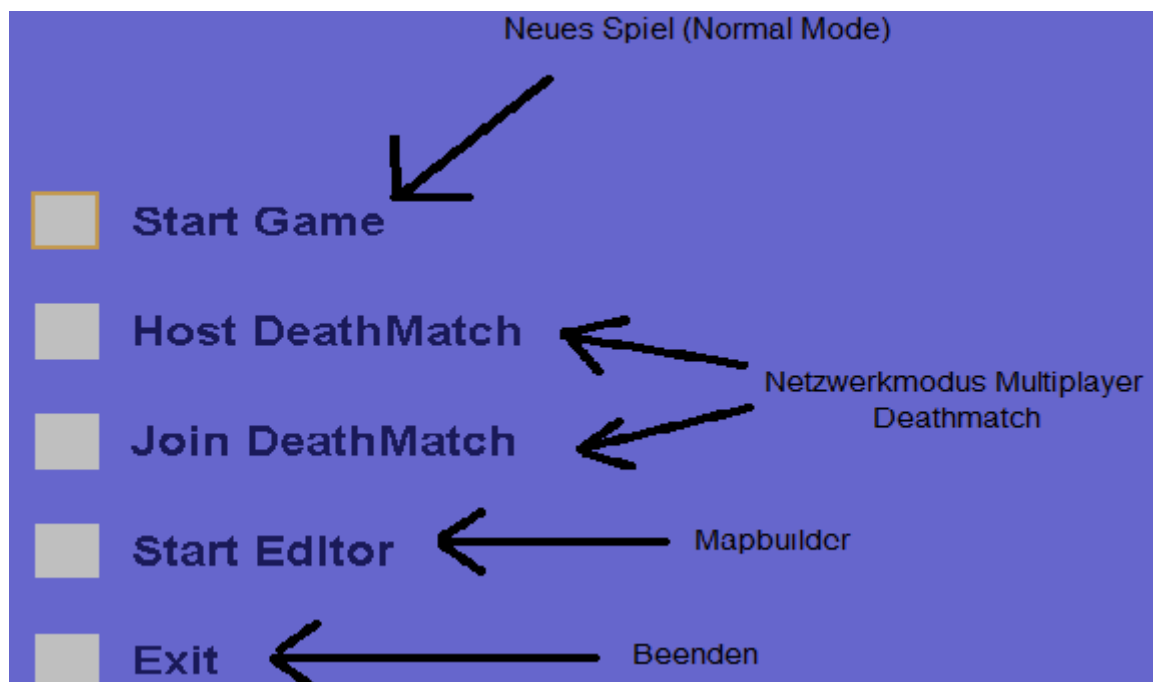 Neues Spiel (Normal Mode)
Start Game
Host DeathMatch
Netzwerkmodus Multiplayer
Deathmatch
Join DeathMatch
Start Editor
Mapbuilder
Exit
Beenden